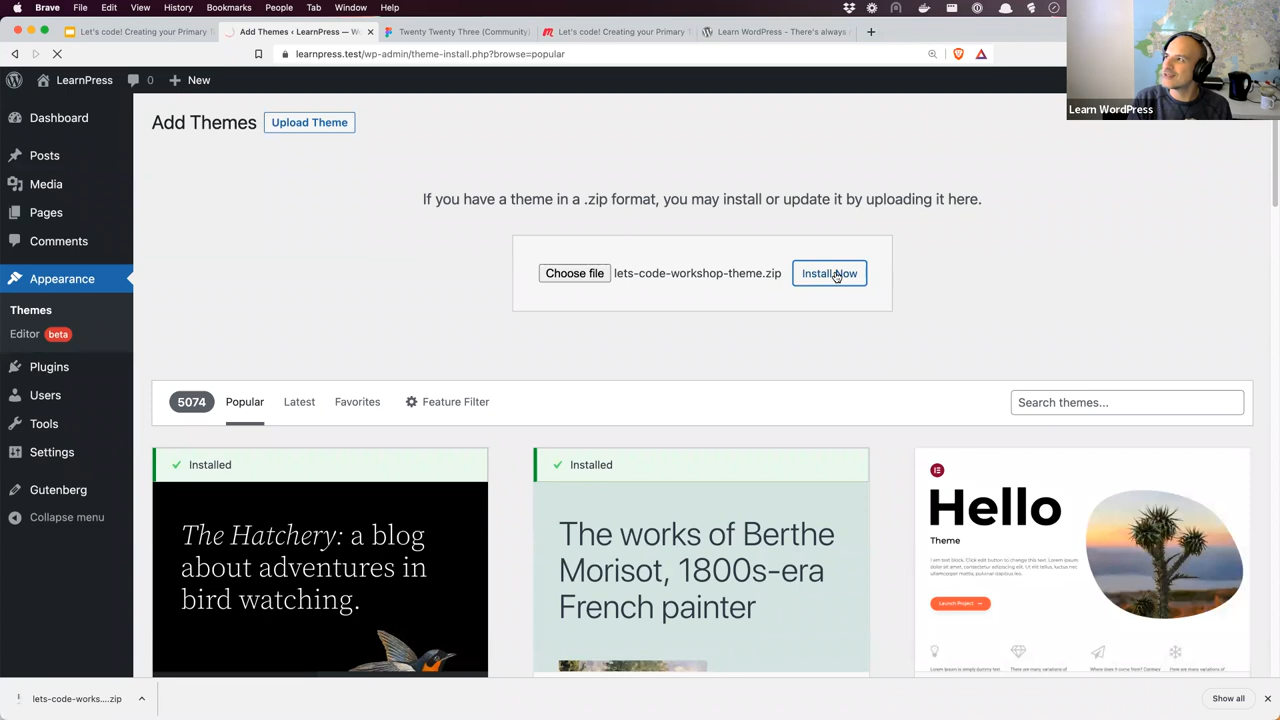 Brave File Edit View History Bookmarks People Tab Window Help
Let's code! Creating your Primary
Add Themes ‹ LearnPress — W
Twenty Twenty Three (Community)
Let's code! Creating your Primary T
Learn WordPress - There's always
learnpress.test/wp-admin/theme-install.php?browse=popular
LearnPress 0 New
Learn WordPress
Dashboard
Posts
Media
Pages
Comments
Appearance
Themes
Editor beta
Plugins
Users
Tools
Settings
Gutenberg
Collapse menu
Add Themes Upload Theme
If you have a theme in a .zip format, you may install or update it by uploading it here.
Choose file lets-code-workshop-theme.zip Install Now
5074 Popular Latest Favorites Feature Filter Search themes...
Installed
The Hatchery: a blog
about adventures in
bird watching.
Installed
The works of Berthe
Morisot, 1800s-era
French painter
Hello
Theme
Launch Project
lets-code-works....zip
Show all